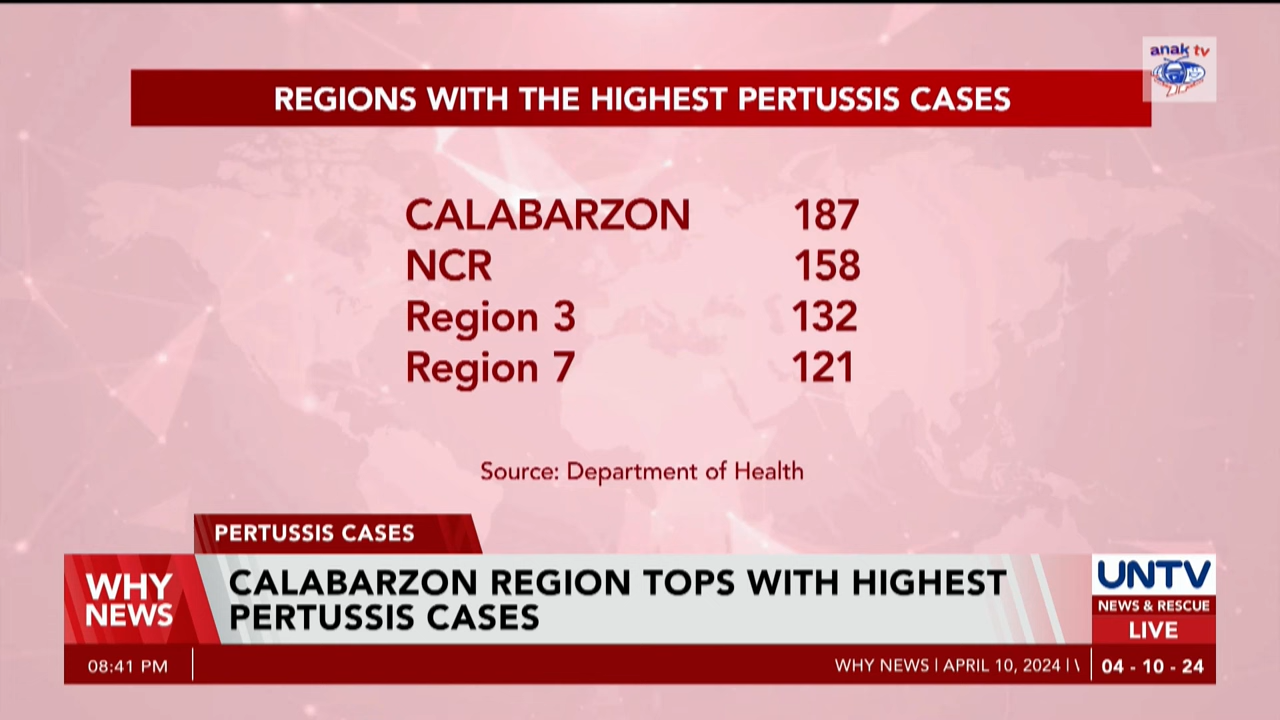 anak tv
REGIONS WITH THE HIGHEST PERTUSSIS CASES
CALABARZON 187
NCR 158
Region 3 132
Region 7 121
Source: Department of Health
PERTUSSIS CASES
WHY NEWS
CALABARZON REGION TOPS WITH HIGHEST
PERTUSSIS CASES
UNTV
NEWS & RESCUE
LIVE
08:41 PM
WHY NEWS | APRIL 10, 2024 | \
04 - 10 - 24